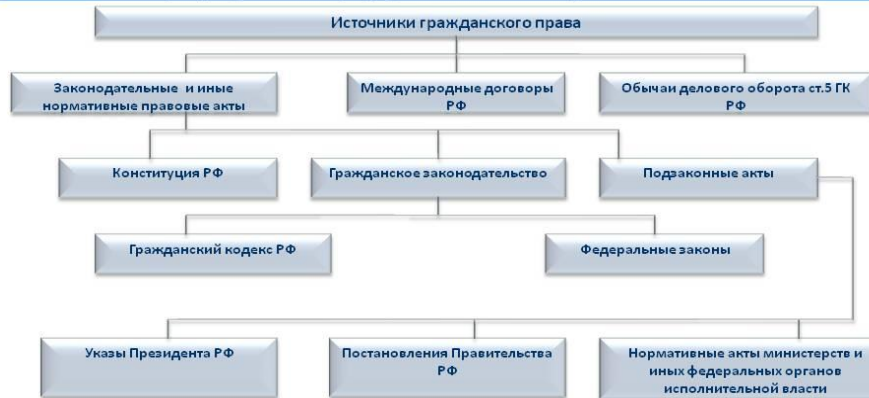 Источники гражданского права
Законодательные и иные
нормативные правовые акты
Международные договоры
РФ
Обычаи делового оборота ст.5 ГК
РФ
Конституция РФ
Гражданское законодательство
Подзаконные акты
Гражданский кодекс РФ
Федеральные законы
Указы Президента РФ
Постановления Правительства
РФ
Нормативные акты министерств и
иных федеральных органов
исполнительной власти